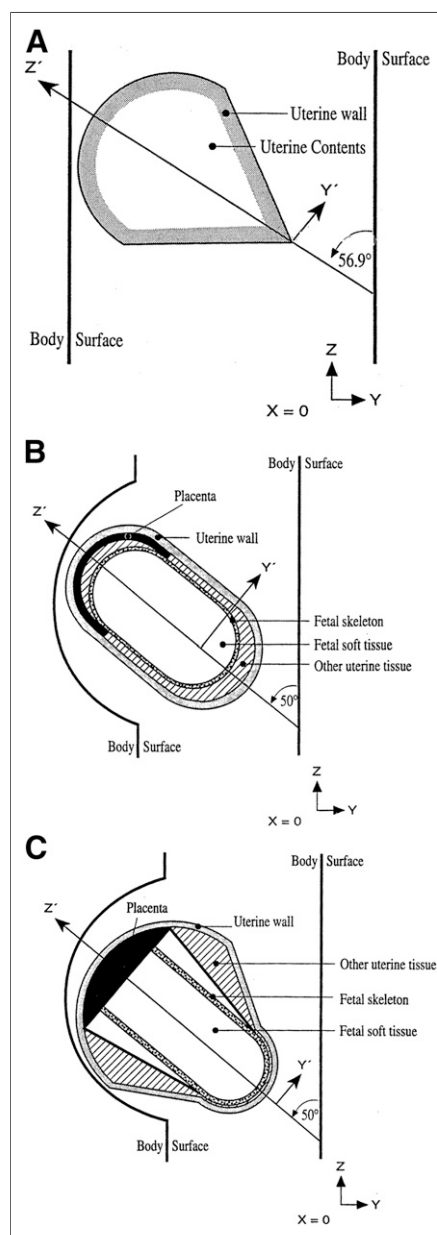 A
Z′
Body Surface
Uterine wall
Uterine Contents
Y′
56.9°
Body Surface
Z
Y
X = 0
B
Body Surface
Placenta
Z′
Uterine wall
Y′
Fetal skeleton
Fetal soft tissue
Other uterine tissue
50°
Body Surface
Z
Y
X = 0
C
Body Surface
Z′
Placenta
Uterine wall
Other uterine tissue
Fetal skeleton
Fetal soft tissue
Y′
50°
Body Surface
Z
Y
X = 0